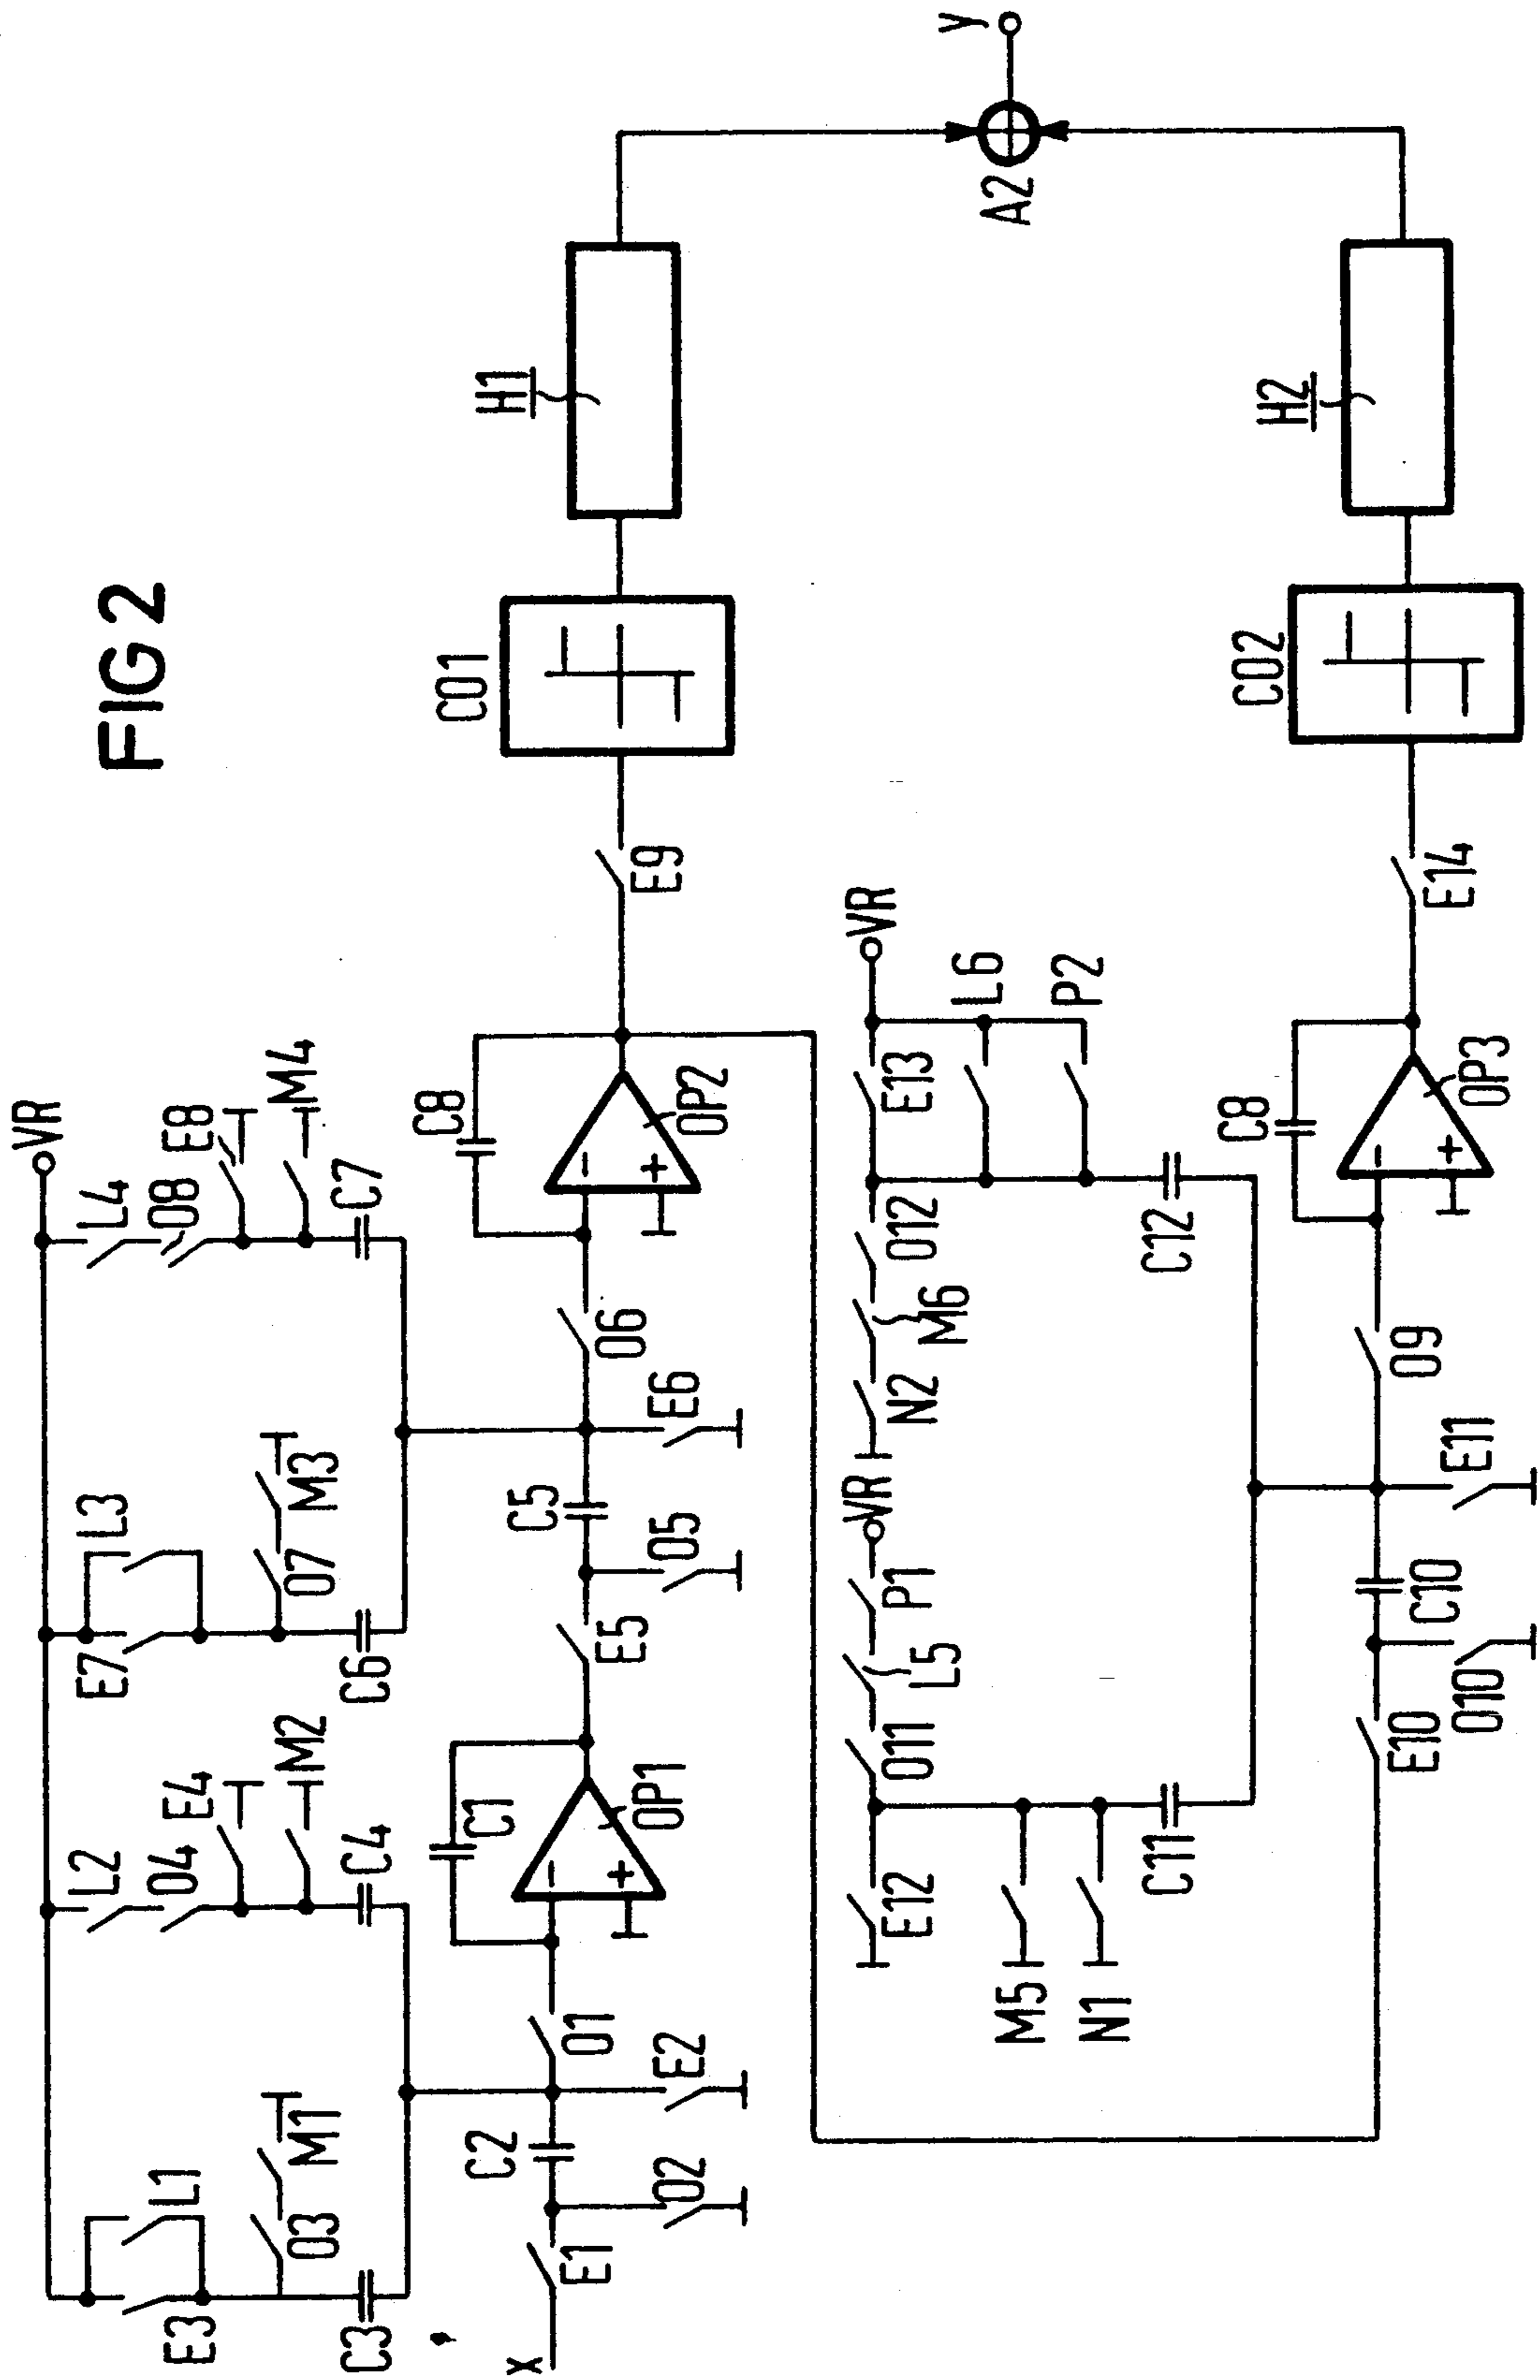 FIG 2
VR
L1
E3
O3
M1
C3
L2
O4
E4
M2
C4
L3
E7
O7
M3
C6
L4
O8
E8
M4
C7
x
E1
O2
C2
E2
O1
C1
−
+
OP1
E5
O5
C5
E6
O6
C8
−
+
OP2
E9
CO1
H1
A2
y
E12
O11
L5
P1
VR
M5
N1
C11
N2
M6
O12
E13
VR
L6
P2
C12
E10
O10
C10
E11
O9
C8
−
+
OP3
E14
CO2
H2